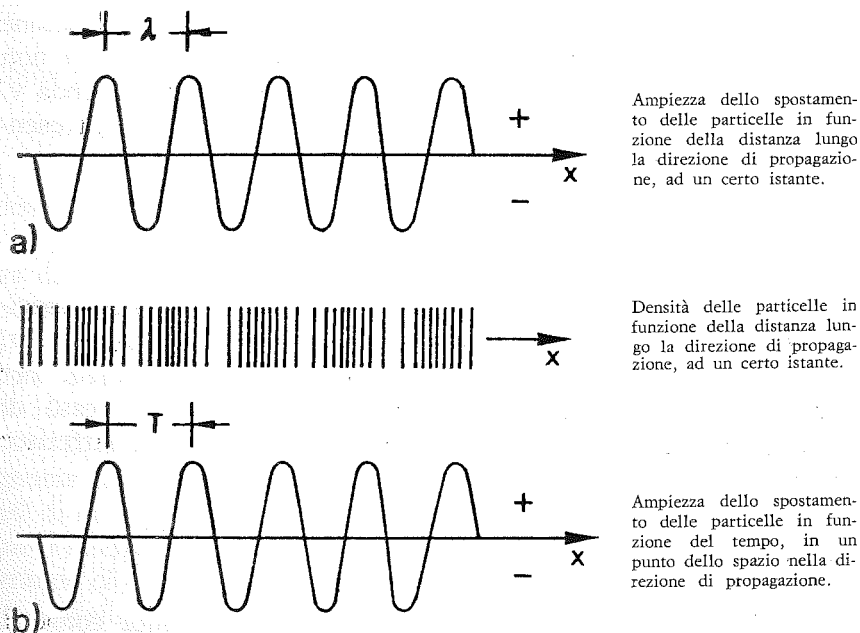 λ
Ampiezza dello spostamen-
to delle particelle in fun-
zione della distanza lungo
la direzione di propagazio-
ne, ad un certo istante.
+
x
−
a)
Densità delle particelle in
funzione della distanza lun-
go la direzione di propaga-
zione, ad un certo istante.
x
T
Ampiezza dello spostamen-
to delle particelle in fun-
zione del tempo, in un
punto dello spazio nella di-
rezione di propagazione.
+
x
−
b)